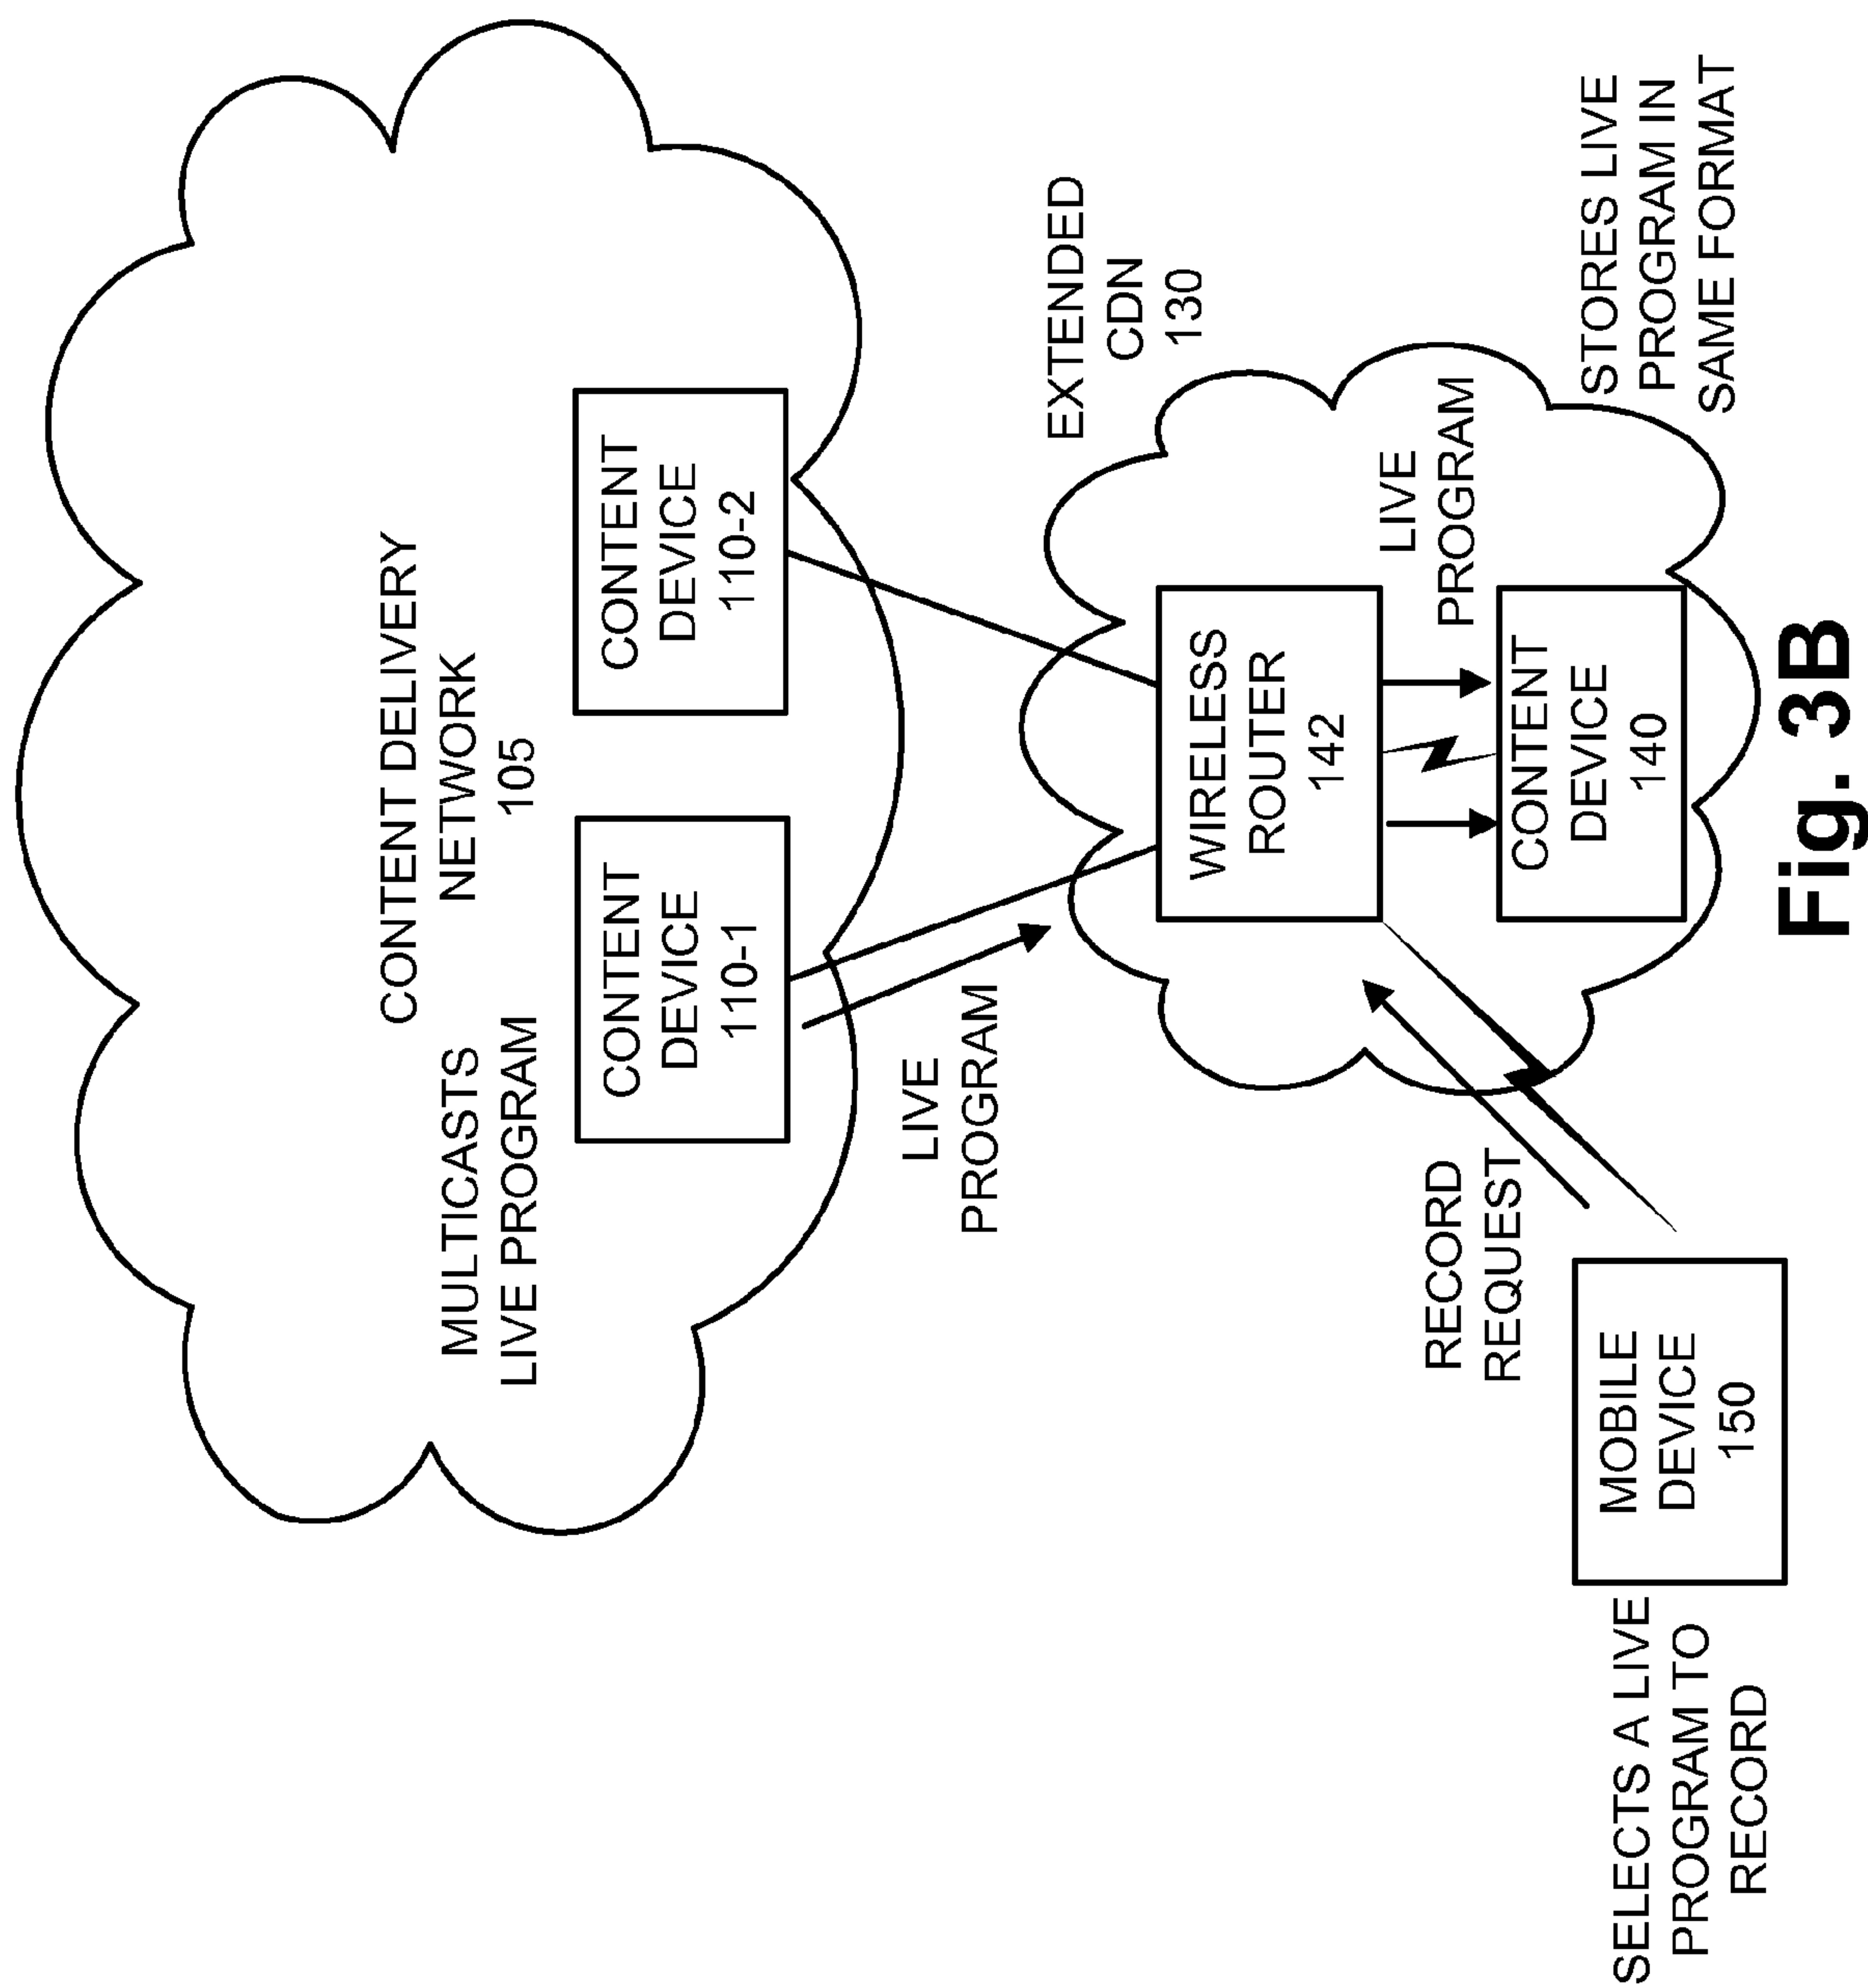 CONTENT DELIVERY
NETWORK
105
MULTICASTS
LIVE PROGRAM
CONTENT
DEVICE
110-1
CONTENT
DEVICE
110-2
LIVE
PROGRAM
EXTENDED
CDN
130
WIRELESS
ROUTER
142
LIVE
PROGRAM
RECORD
REQUEST
CONTENT
DEVICE
140
STORES LIVE
PROGRAM IN
SAME FORMAT
MOBILE
DEVICE
150
SELECTS A LIVE
PROGRAM TO
RECORD
Fig. 3B